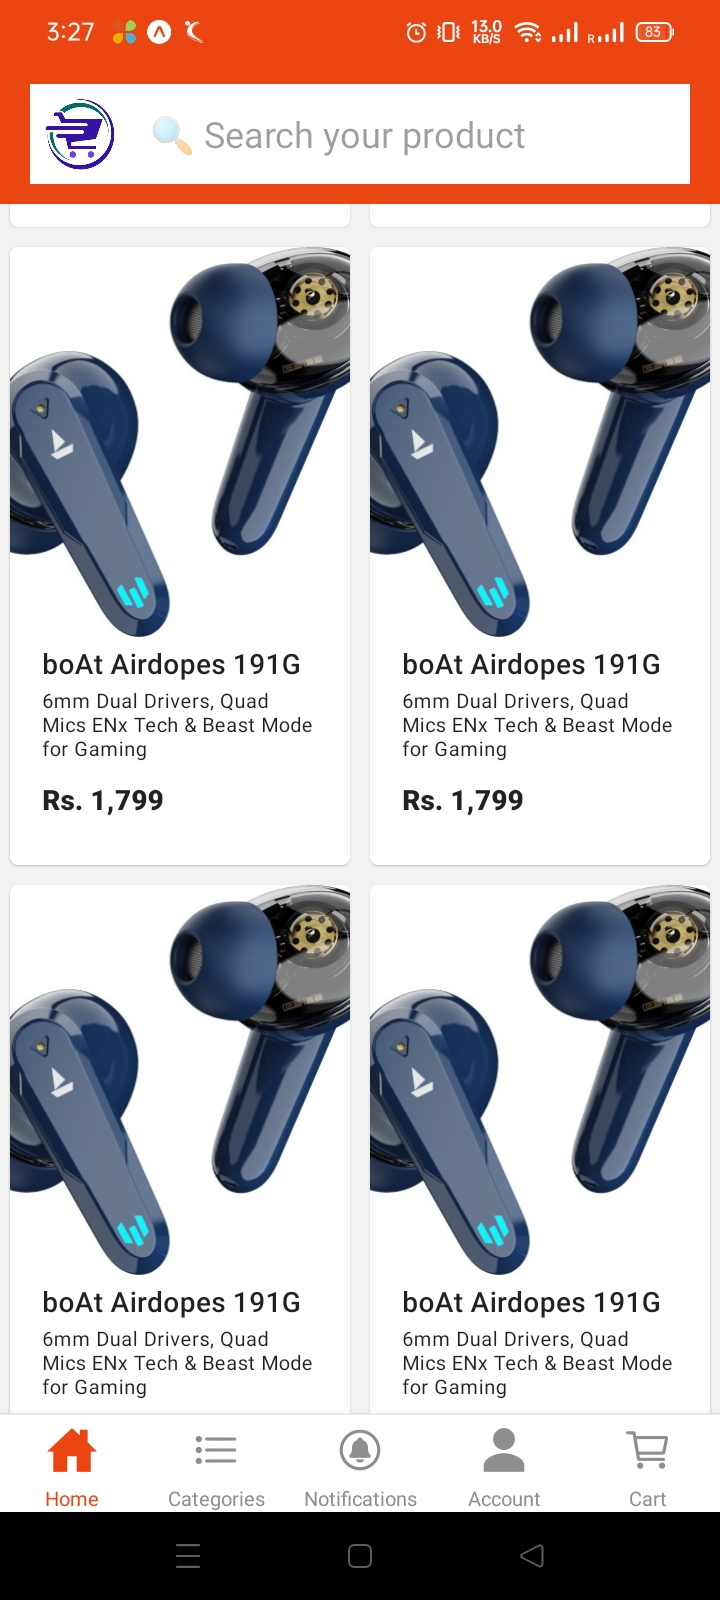 3:27 13.0 KB/S R 83
🔍 Search your product
boAt Airdopes 191G
6mm Dual Drivers, Quad
Mics ENx Tech & Beast Mode
for Gaming
Rs. 1,799
boAt Airdopes 191G
6mm Dual Drivers, Quad
Mics ENx Tech & Beast Mode
for Gaming
Rs. 1,799
boAt Airdopes 191G
6mm Dual Drivers, Quad
Mics ENx Tech & Beast Mode
for Gaming
boAt Airdopes 191G
6mm Dual Drivers, Quad
Mics ENx Tech & Beast Mode
for Gaming
Home Categories Notifications Account Cart